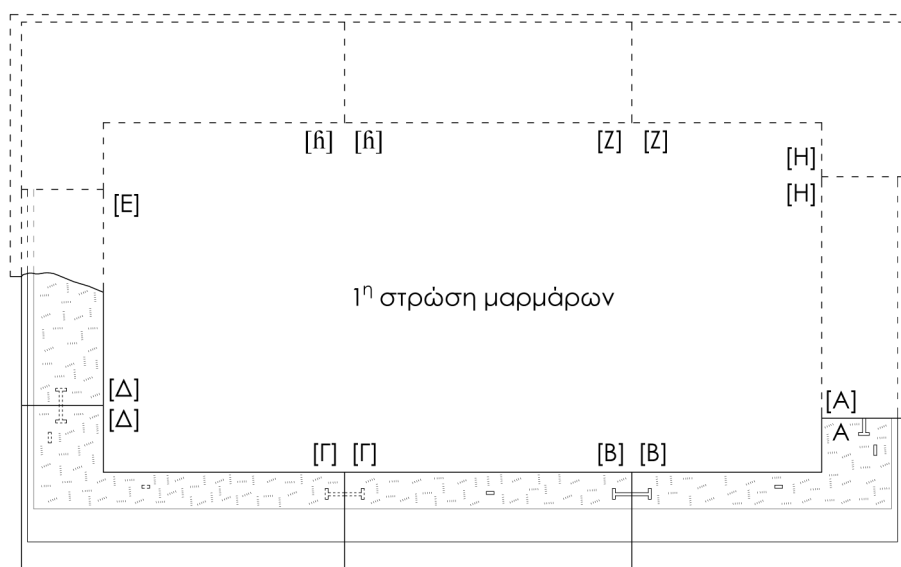 [Ζ] [Ζ]
[Η]
[Η]
[Ε]
1η στρώση μαρμάρων
[Δ]
[Δ]
[Α]
Α
[Γ] [Γ] [Β] [Β]